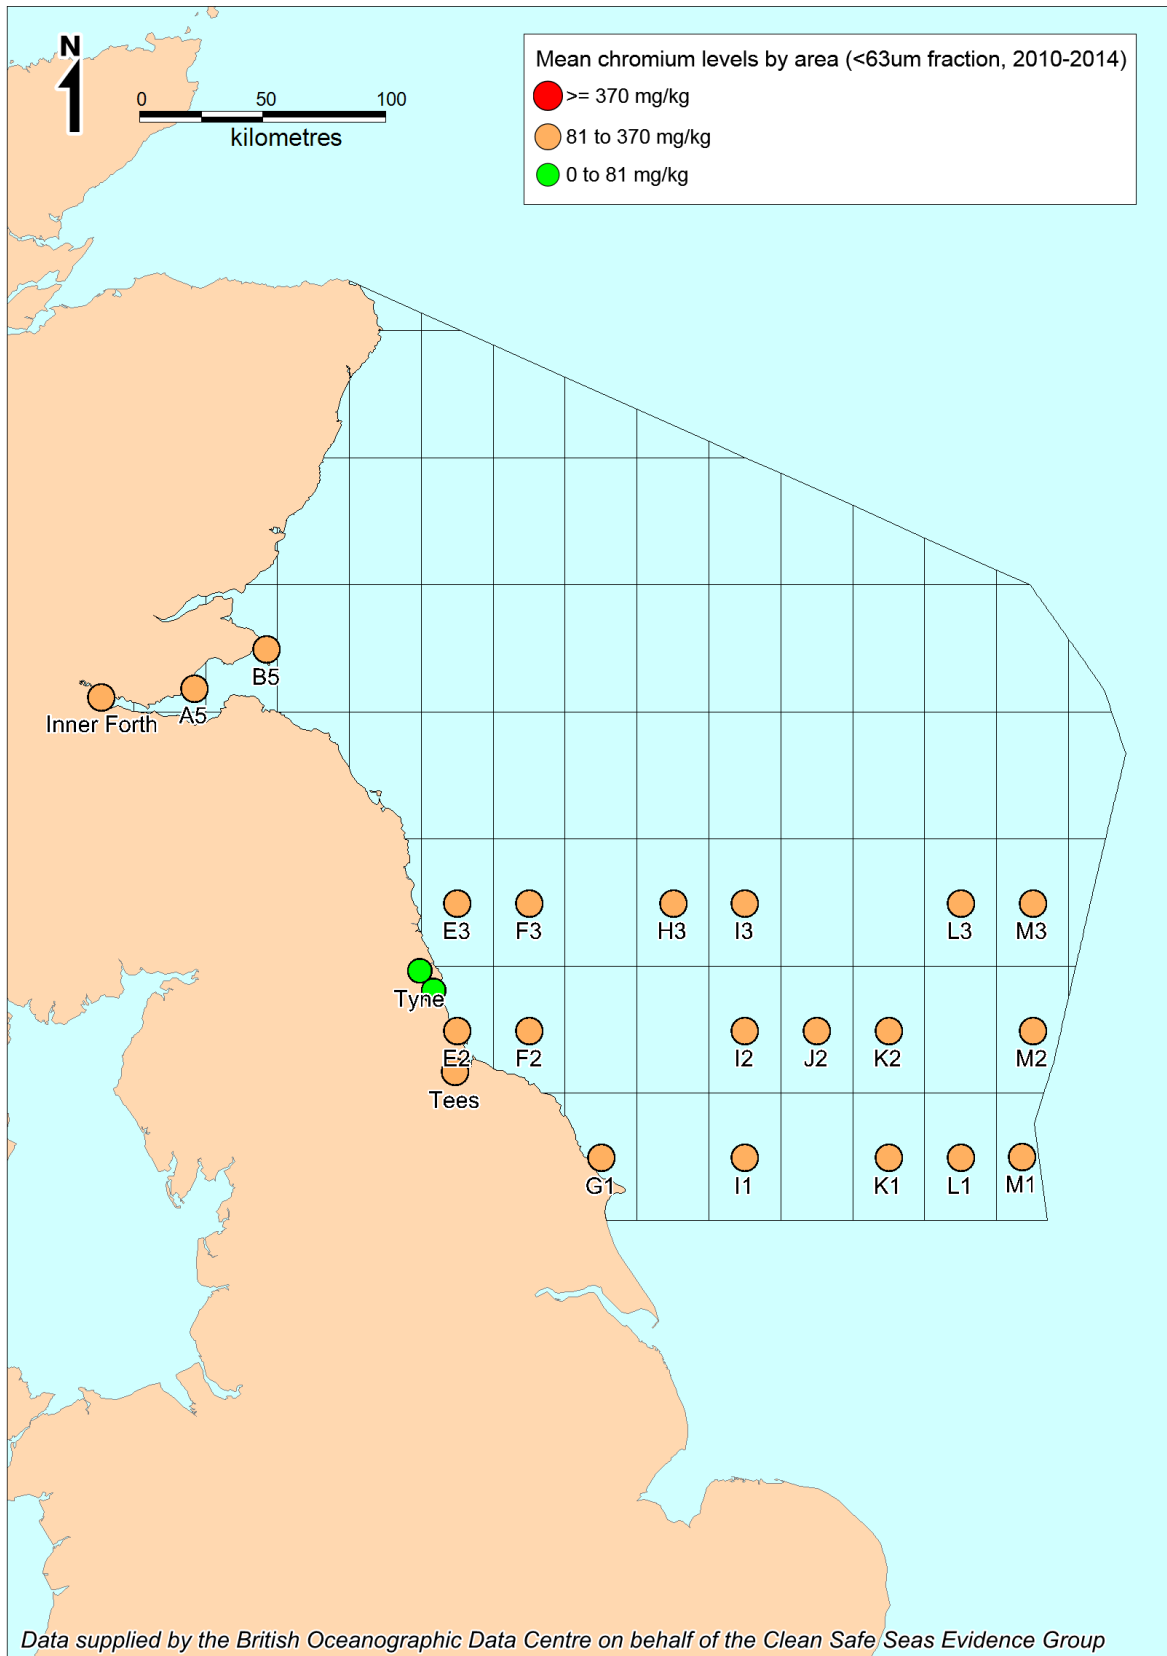 N
0 50 100
kilometres
Mean chromium levels by area (<63um fraction, 2010-2014)
>= 370 mg/kg
81 to 370 mg/kg
0 to 81 mg/kg
B5
A5
Inner Forth
E3 F3 H3 I3 L3 M3
Tyne
E2 F2 I2 J2 K2 M2
Tees
G1 I1 K1 L1 M1
Data supplied by the British Oceanographic Data Centre on behalf of the Clean Safe Seas Evidence Group